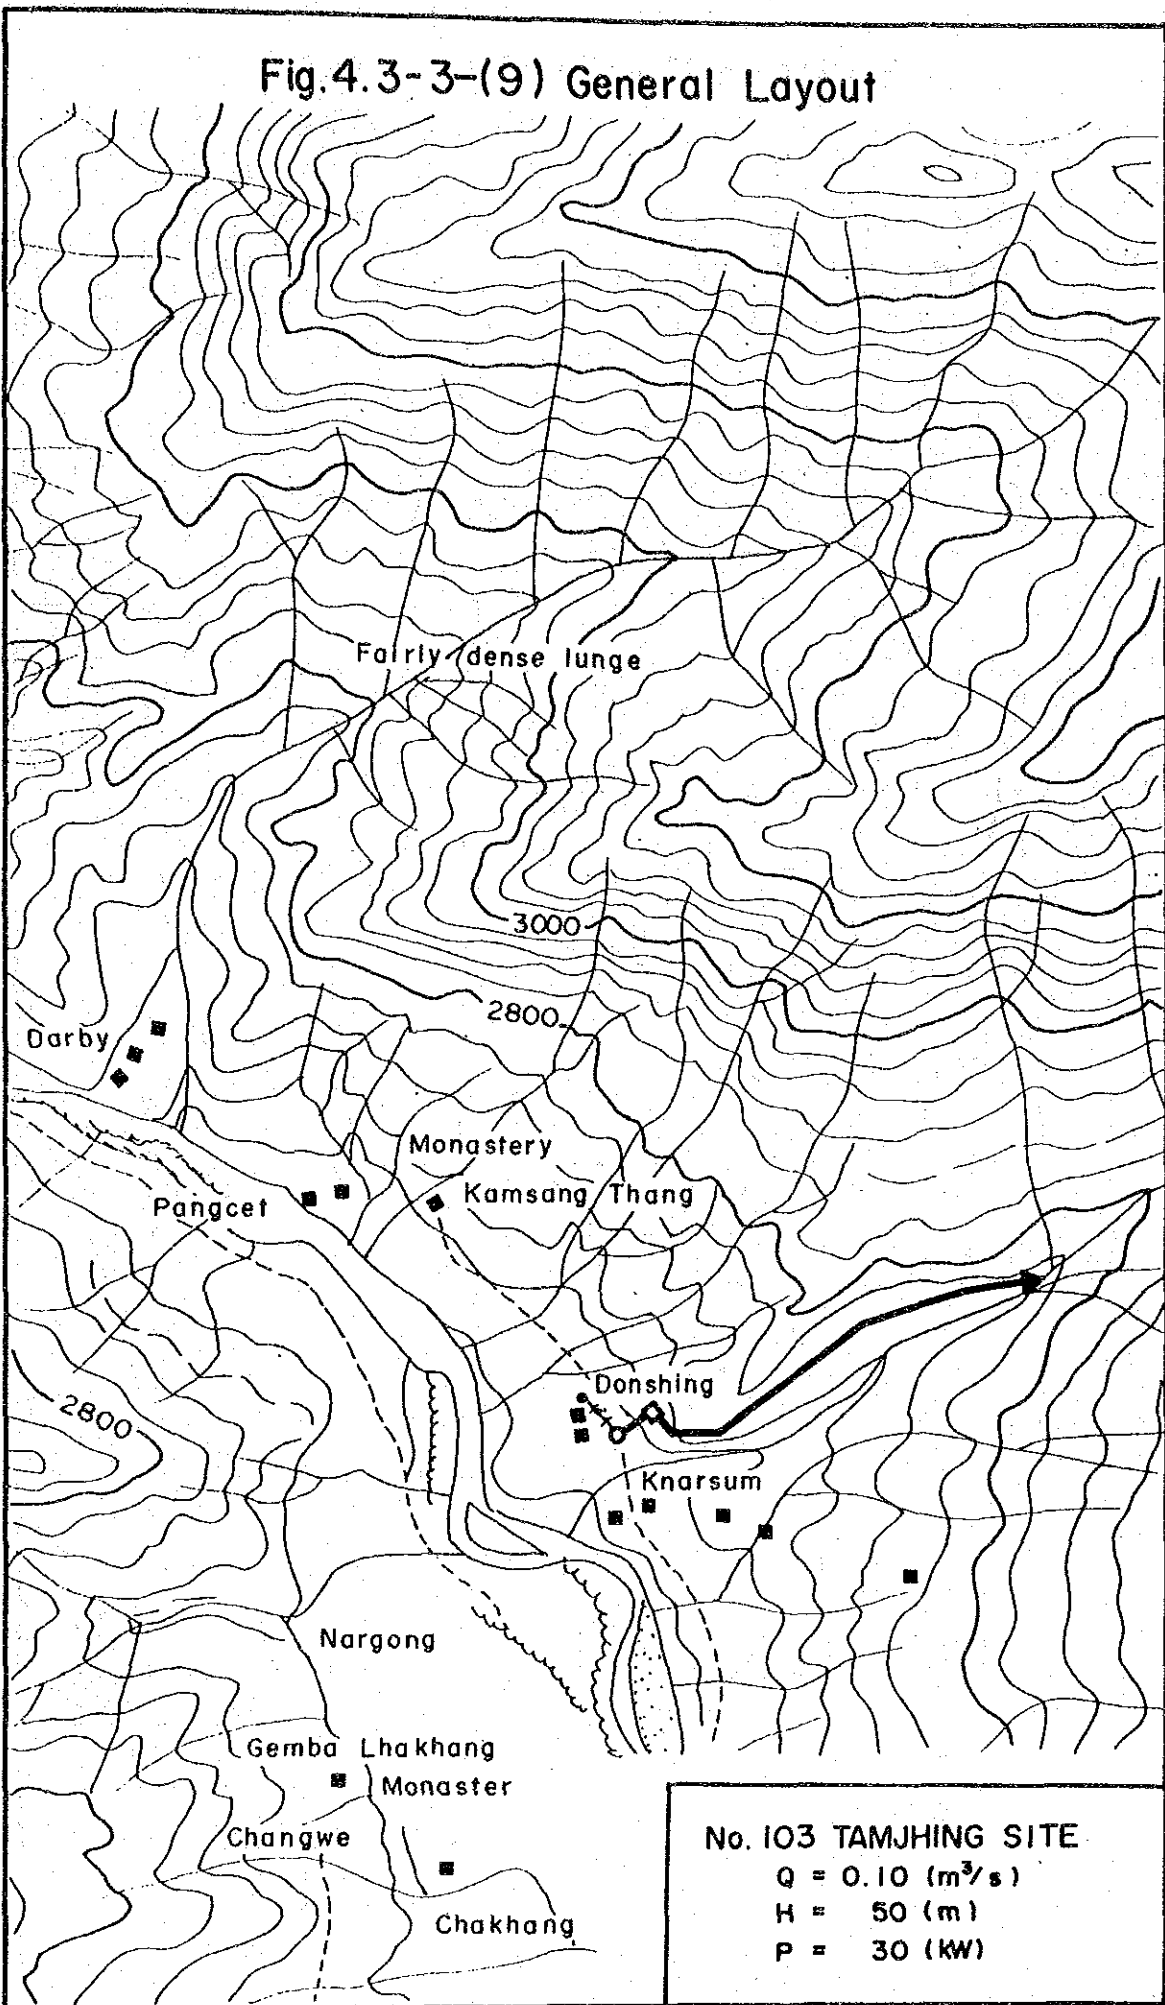 Fig. 4.3-3-(9) General Layout
Fairly dense lunge
3000
2800
Darby
Monastery
Pangcet
Kamsang Thang
Donshing
2800
Knarsum
Nargong
Gemba Lhakhang
Monaster
Changwe
Chakhang
No. 103 TAMJHING SITE
Q = 0.10 (m³/s)
H = 50 (m)
P = 30 (kW)